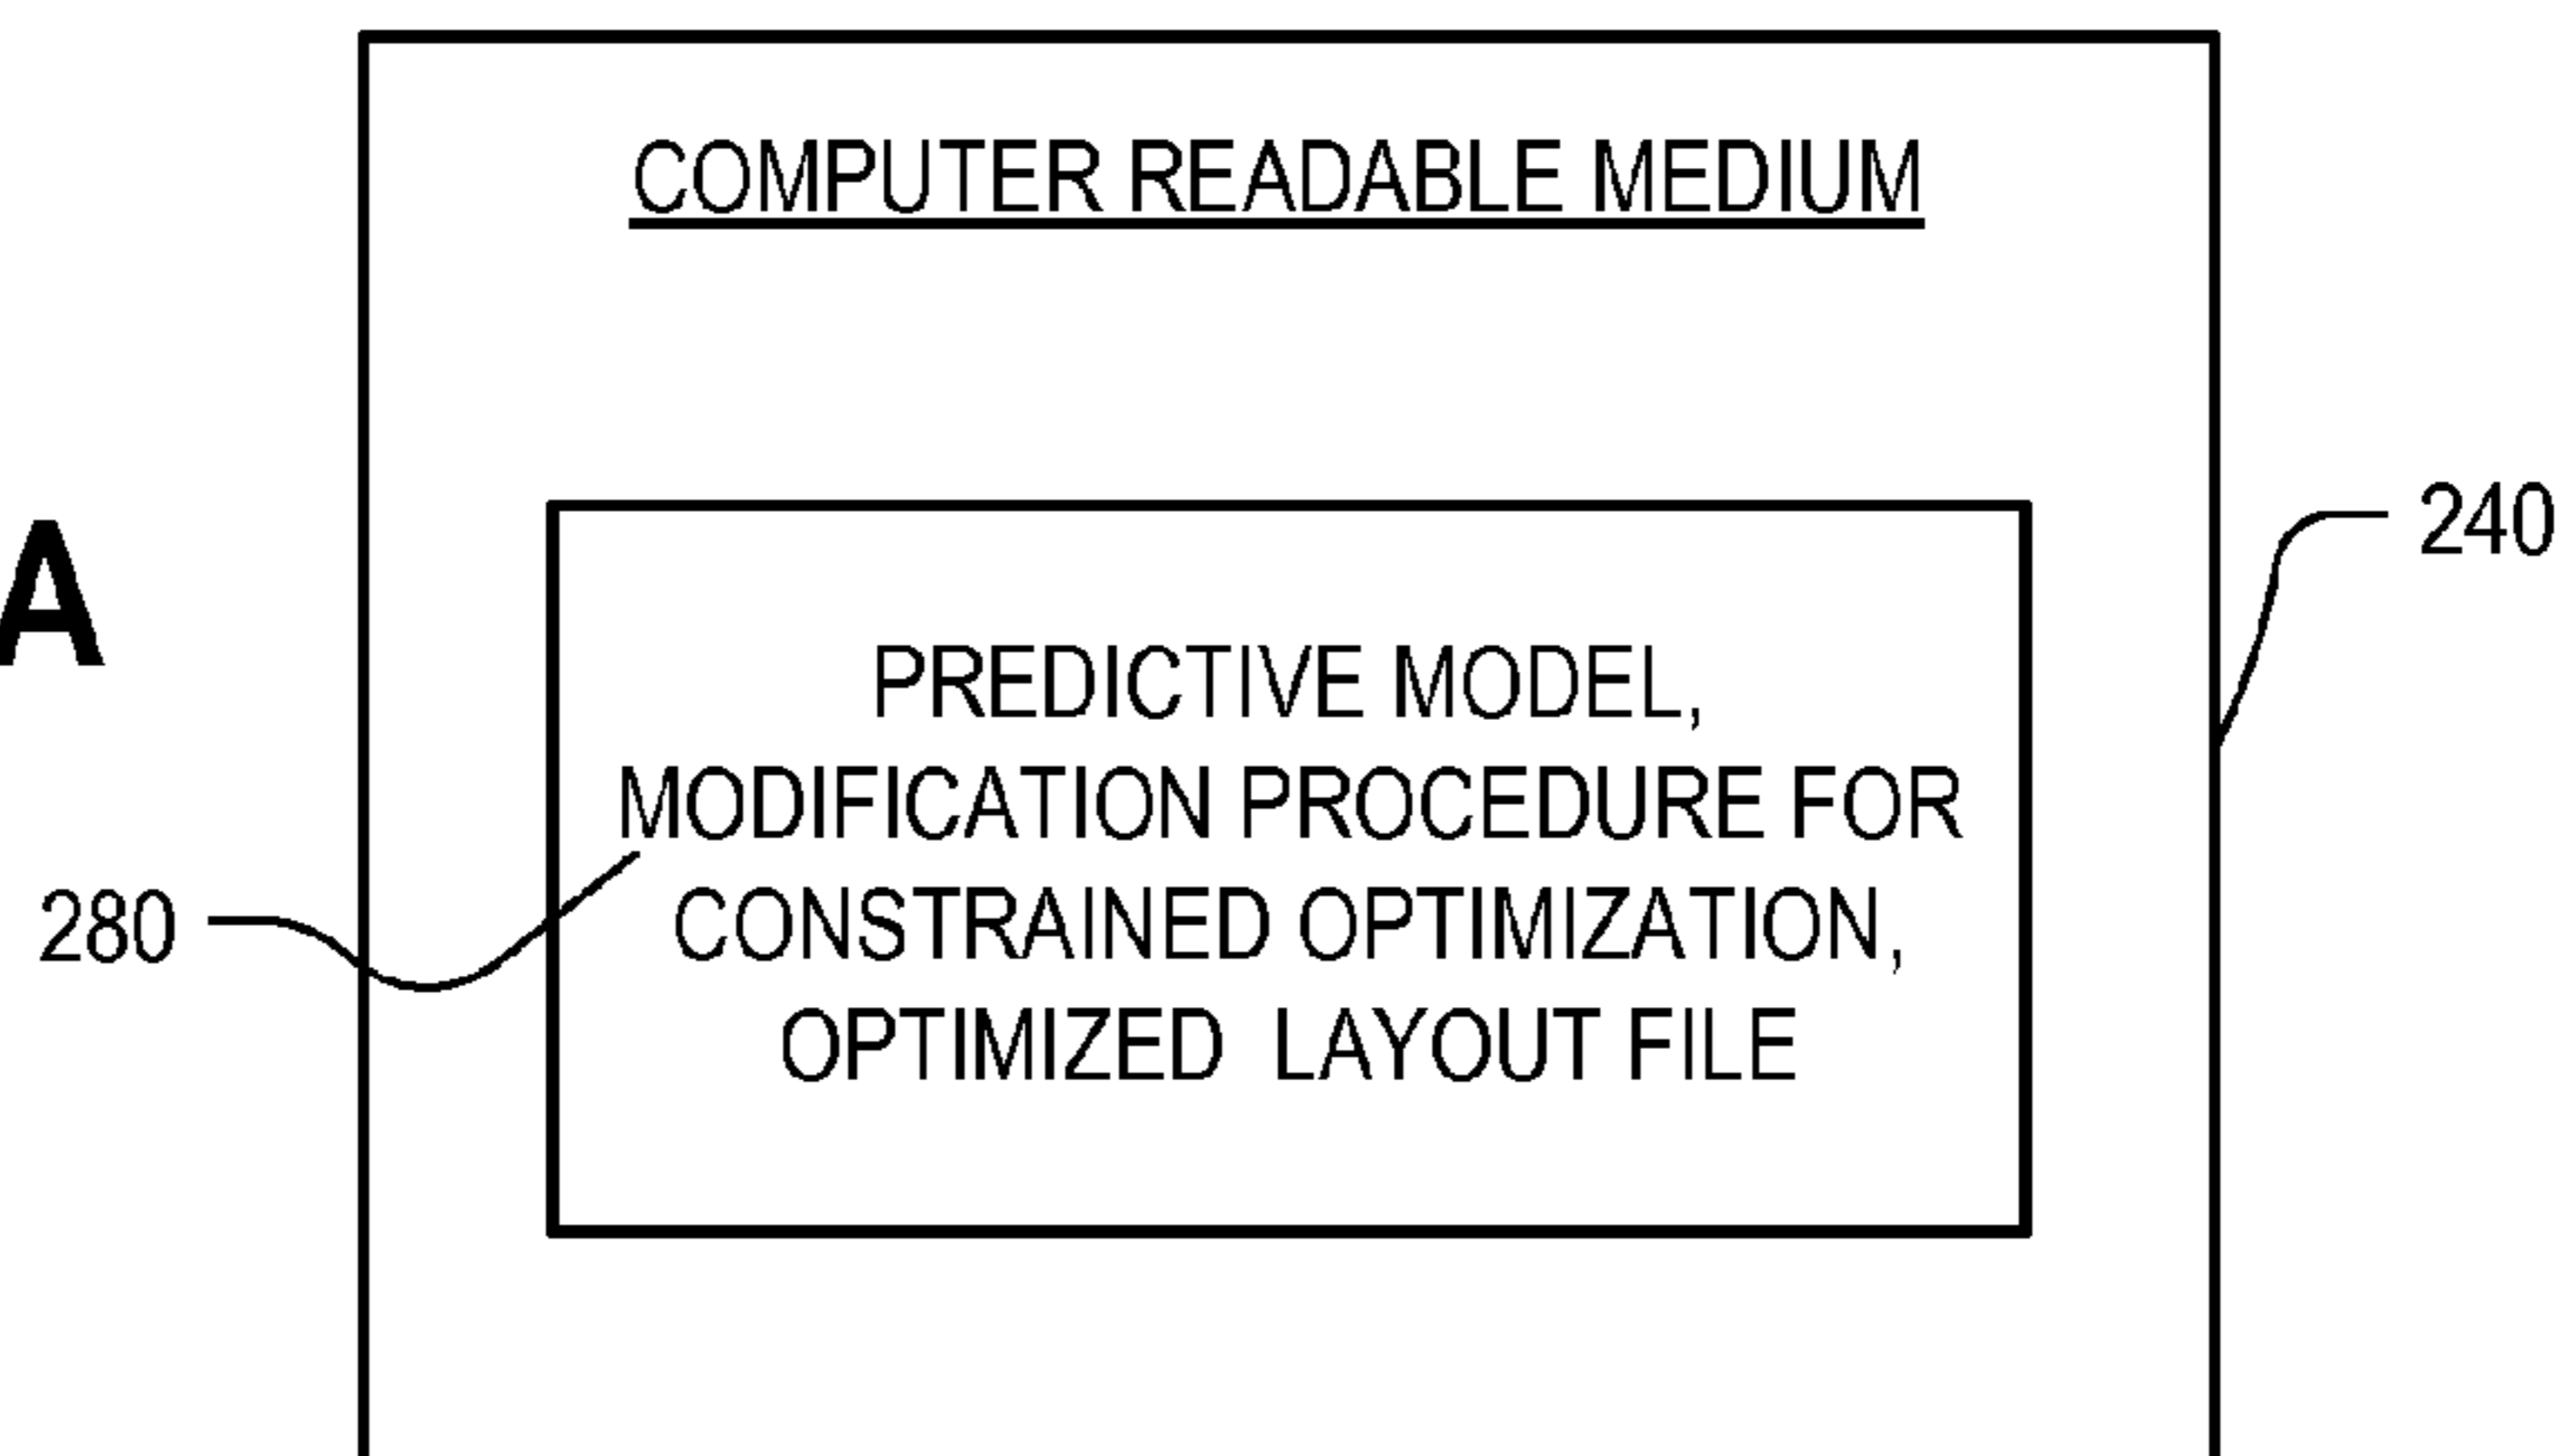 COMPUTER READABLE MEDIUM
240
A
PREDICTIVE MODEL,
MODIFICATION PROCEDURE FOR
280
CONSTRAINED OPTIMIZATION,
OPTIMIZED LAYOUT FILE